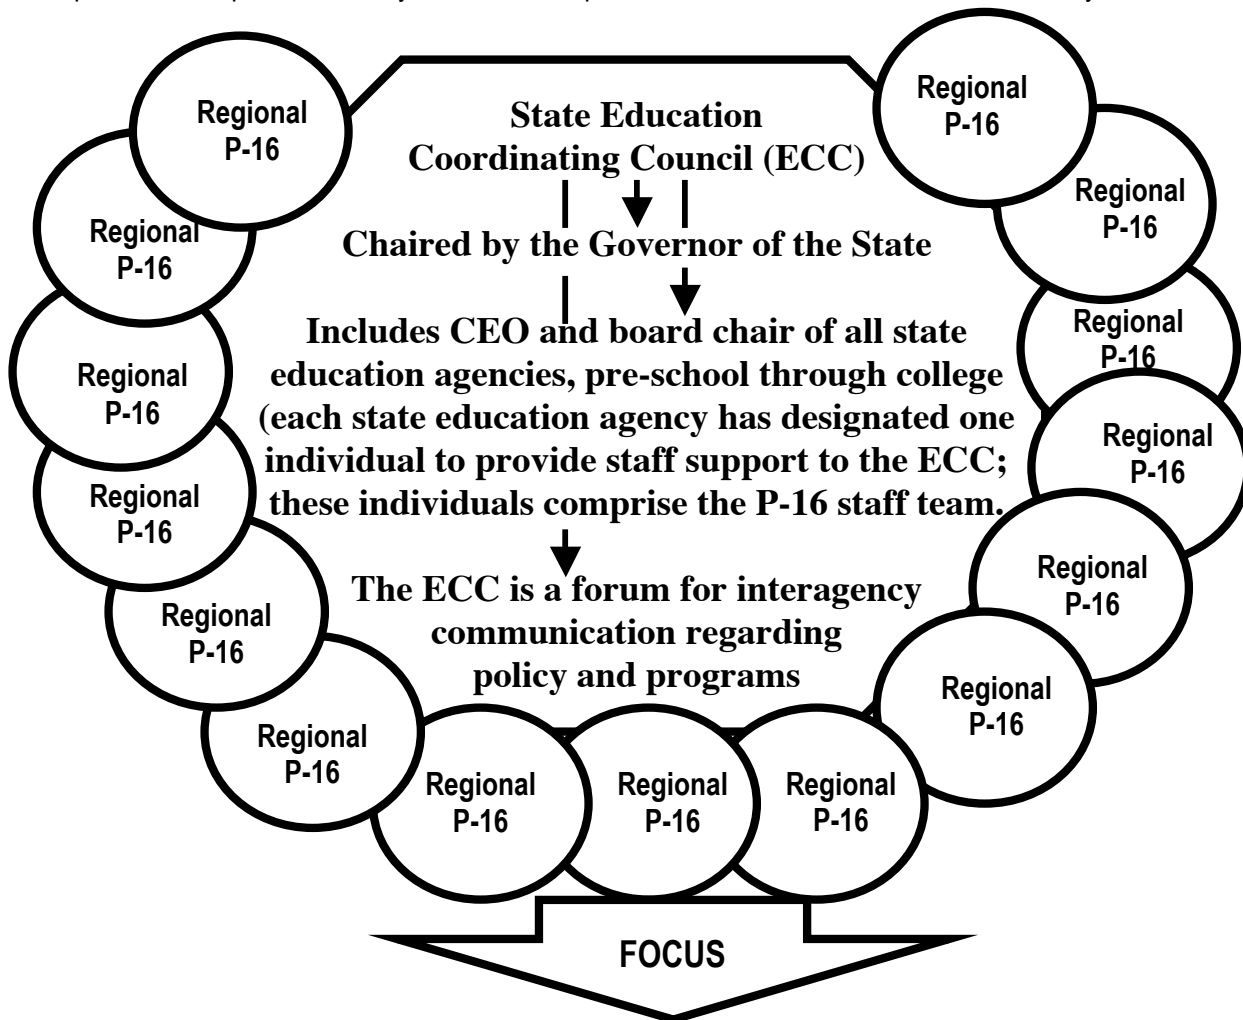 Regional
P-16
Regional
P-16
Regional
P-16
Regional
P-16
Regional
P-16
Regional
P-16
State Education
Coordinating Council (ECC)
Chaired by the Governor of the State
Includes CEO and board chair of all state
education agencies, pre-school through college
(each state education agency has designated one
individual to provide staff support to the ECC;
these individuals comprise the P-16 staff team.
The ECC is a forum for interagency
communication regarding
policy and programs
Regional
P-16
Regional
P-16
Regional
P-16
Regional
P-16
Regional
P-16
Regional
P-16
Regional
P-16
Regional
P-16
Regional
P-16
FOCUS